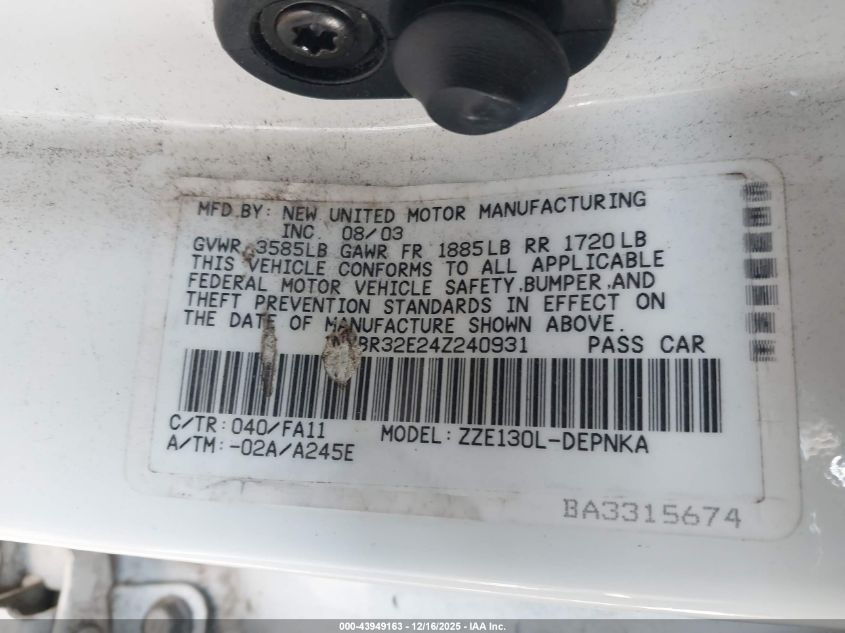 MFD BY: NEW UNITED MOTOR MANUFACTURING
INC 08/03
GVWR 3585LB GAWR FR 1885LB RR 1720LB
THIS VEHICLE CONFORMS TO ALL APPLICABLE
FEDERAL MOTOR VEHICLE SAFETY,BUMPER,AND
THEFT PREVENTION STANDARDS IN EFFECT ON
THE DATE OF MANUFACTURE SHOWN ABOVE.
BR32E24Z240931 PASS CAR
C/TR:040/FA11 MODEL:ZZE130L-DEPNKA
A/TM:-02A/A245E
BA3315674
000-43949163 - 12/16/2025 - IAA Inc.